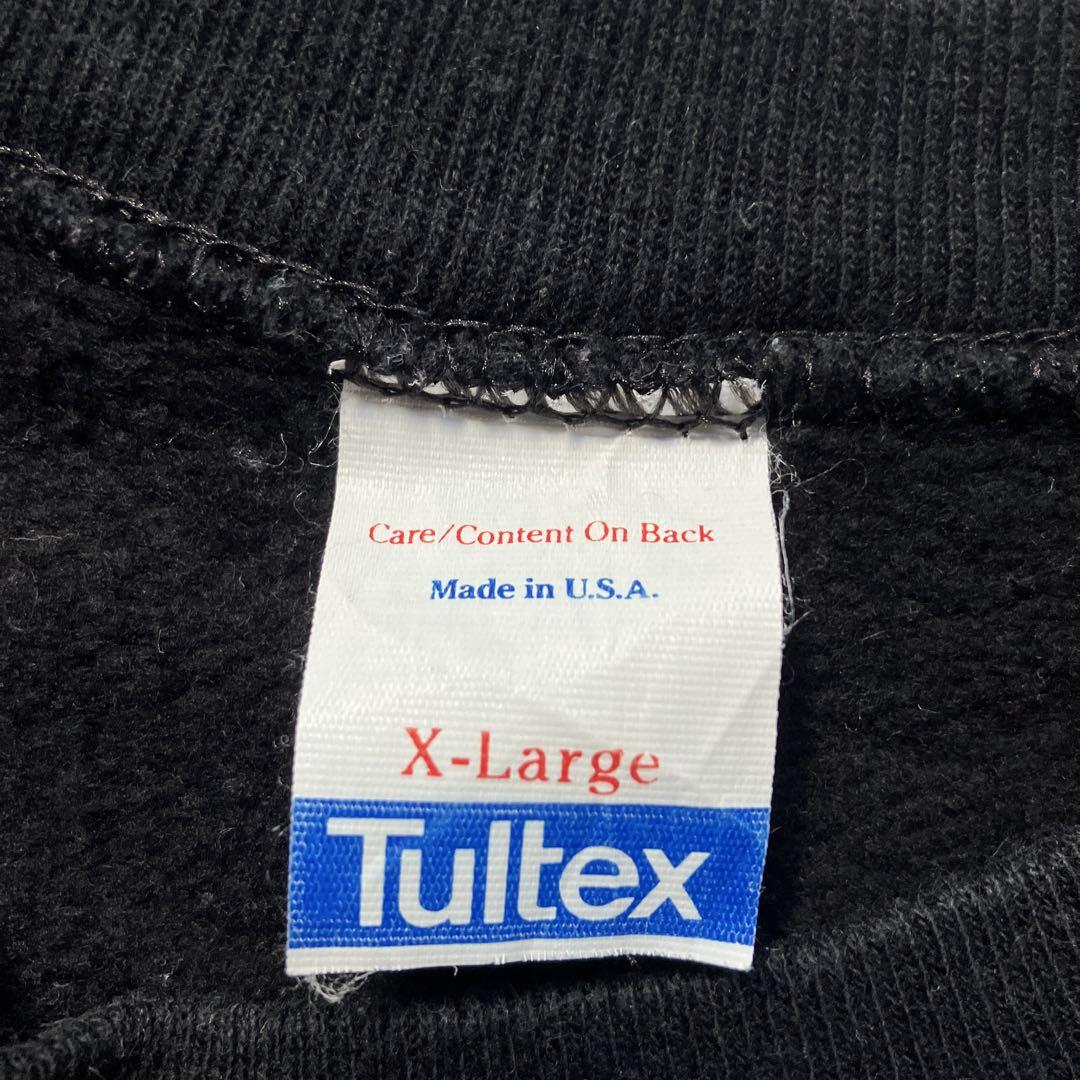 Care/Content On Back
Made in U.S.A.
X-Large
Tultex